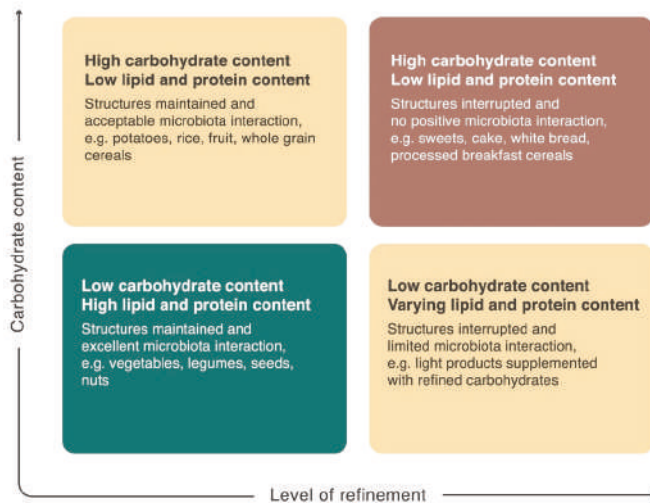 Carbohydrate content
High carbohydrate content
Low lipid and protein content
Structures maintained and
acceptable microbiota interaction,
e.g. potatoes, rice, fruit, whole grain
cereals
High carbohydrate content
Low lipid and protein content
Structures interrupted and
no positive microbiota interaction,
e.g. sweets, cake, white bread,
processed breakfast cereals
Low carbohydrate content
High lipid and protein content
Structures maintained and
excellent microbiota interaction,
e.g. vegetables, legumes, seeds,
nuts
Low carbohydrate content
Varying lipid and protein content
Structures interrupted and
limited microbiota interaction,
e.g. light products supplemented
with refined carbohydrates
Level of refinement